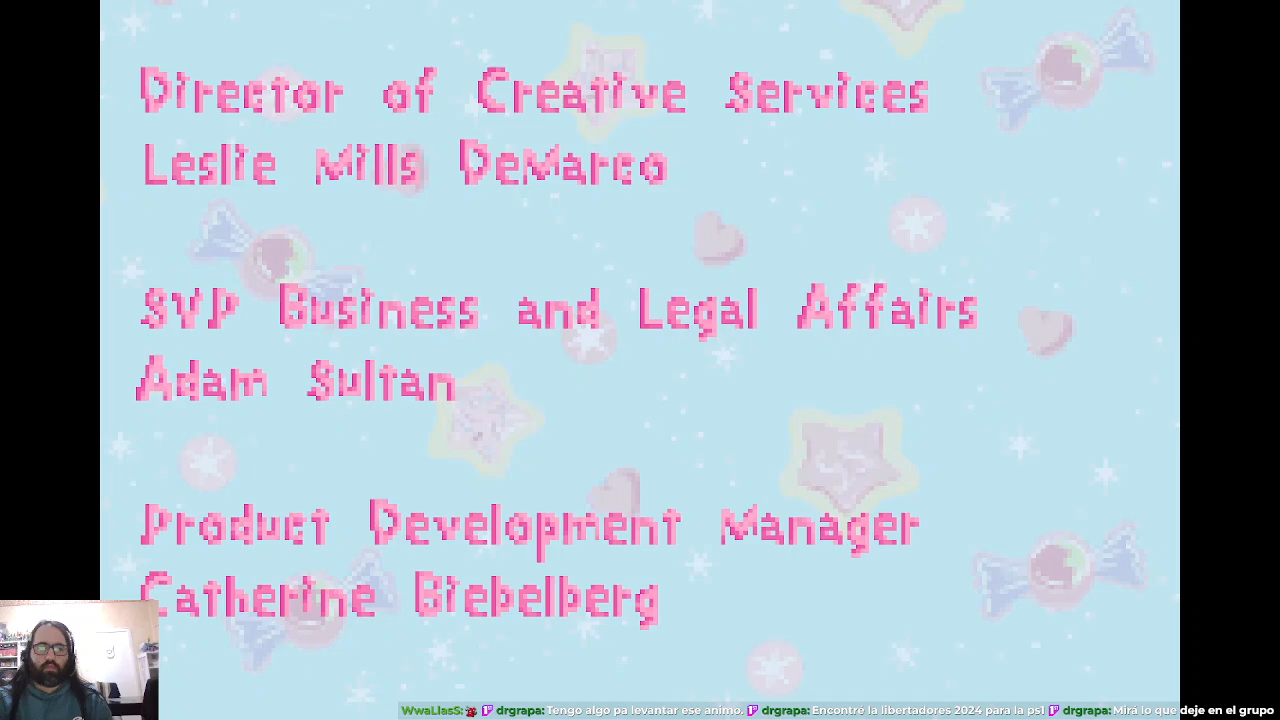 Director of Creative Services
Leslie Mills DeMarco
SVP Business and Legal Affairs
Adam Sultan
Product Development Manager
Catherine Biebelberg
WwaLlasS: drgrapa: Tengo algo pa levantar ese animo. drgrapa: Encontré la libertadores 2024 para la ps1 drgrapa: Mirá lo que deje en el grupo